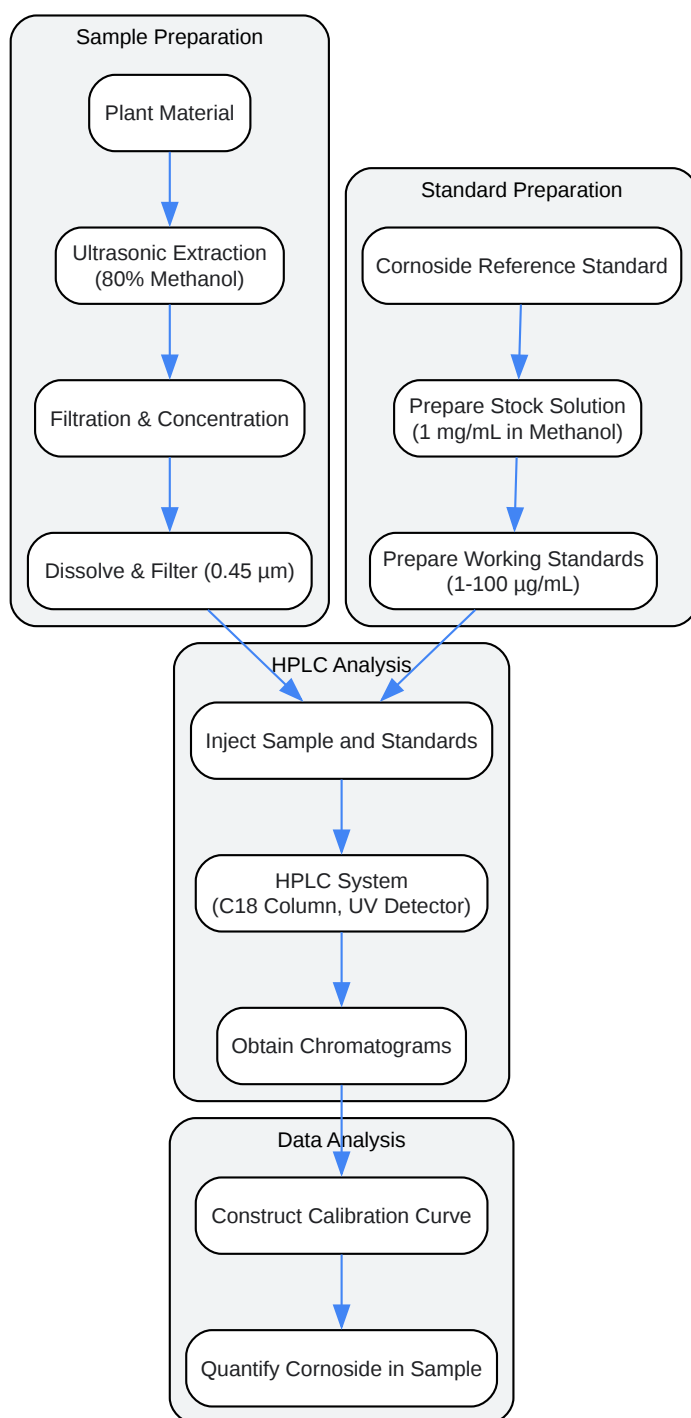 Sample Preparation
Plant Material
Ultrasonic Extraction
(80% Methanol)
Filtration & Concentration
Dissolve & Filter (0.45 µm)
Standard Preparation
Cornoside Reference Standard
Prepare Stock Solution
(1 mg/mL in Methanol)
Prepare Working Standards
(1-100 µg/mL)
HPLC Analysis
Inject Sample and Standards
HPLC System
(C18 Column, UV Detector)
Obtain Chromatograms
Data Analysis
Construct Calibration Curve
Quantify Cornoside in Sample